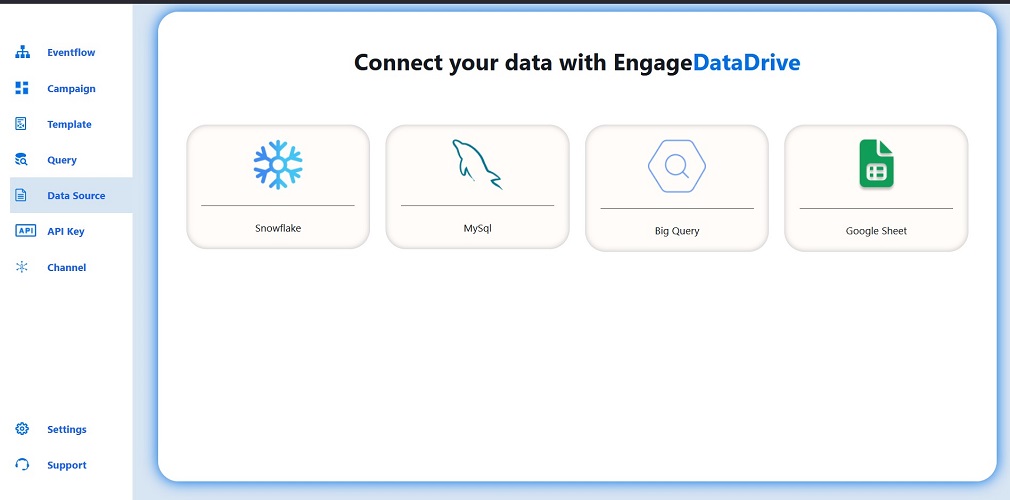 Eventflow
Campaign
Template
Query
Data Source
API API Key
Channel
Settings
Support
Connect your data with EngageDataDrive
Snowflake
MySql
Big Query
Google Sheet